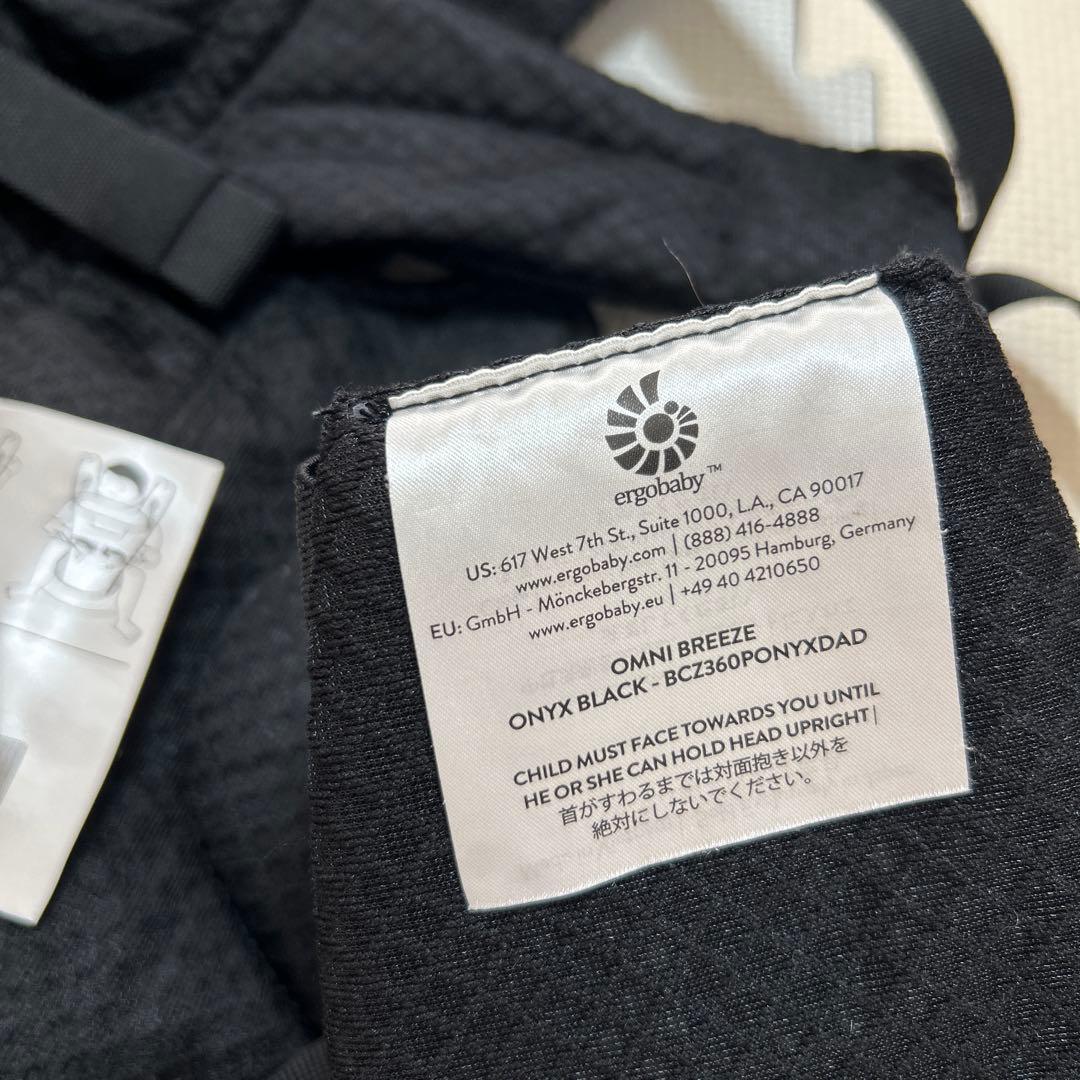 ergobaby™
US: 617 West 7th St., Suite 1000, L.A., CA 90017
www.ergobaby.com | (888) 416-4888
EU: GmbH - Mönckebergstr. 11 - 20095 Hamburg, Germany
www.ergobaby.eu | +49 40 4210650
OMNI BREEZE
ONYX BLACK - BCZ360PONYXDAD
CHILD MUST FACE TOWARDS YOU UNTIL
HE OR SHE CAN HOLD HEAD UPRIGHT |
首がすわるまでは対面抱き以外を
絶対にしないでください。